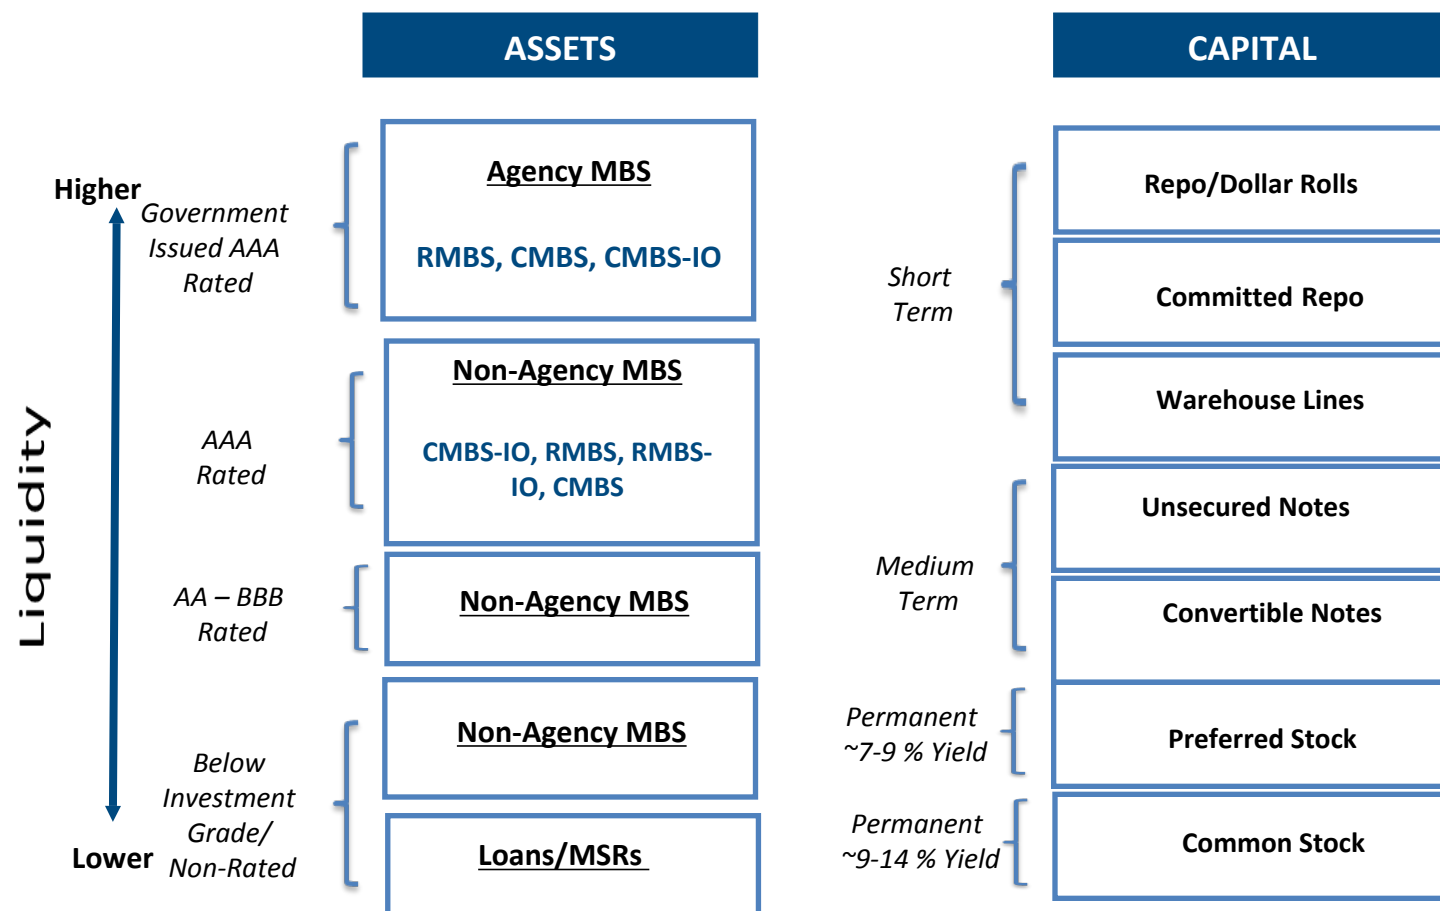 ASSETS
CAPITAL
Liquidity
Higher
Lower
Government
Issued AAA
Rated
Agency MBS
RMBS, CMBS, CMBS-IO
AAA
Rated
Non-Agency MBS
CMBS-IO, RMBS, RMBS-
IO, CMBS
AA – BBB
Rated
Non-Agency MBS
Below
Investment
Grade/
Non-Rated
Non-Agency MBS
Loans/MSRs
Short
Term
Repo/Dollar Rolls
Committed Repo
Warehouse Lines
Medium
Term
Unsecured Notes
Convertible Notes
Permanent
~7-9 % Yield
Preferred Stock
Permanent
~9-14 % Yield
Common Stock